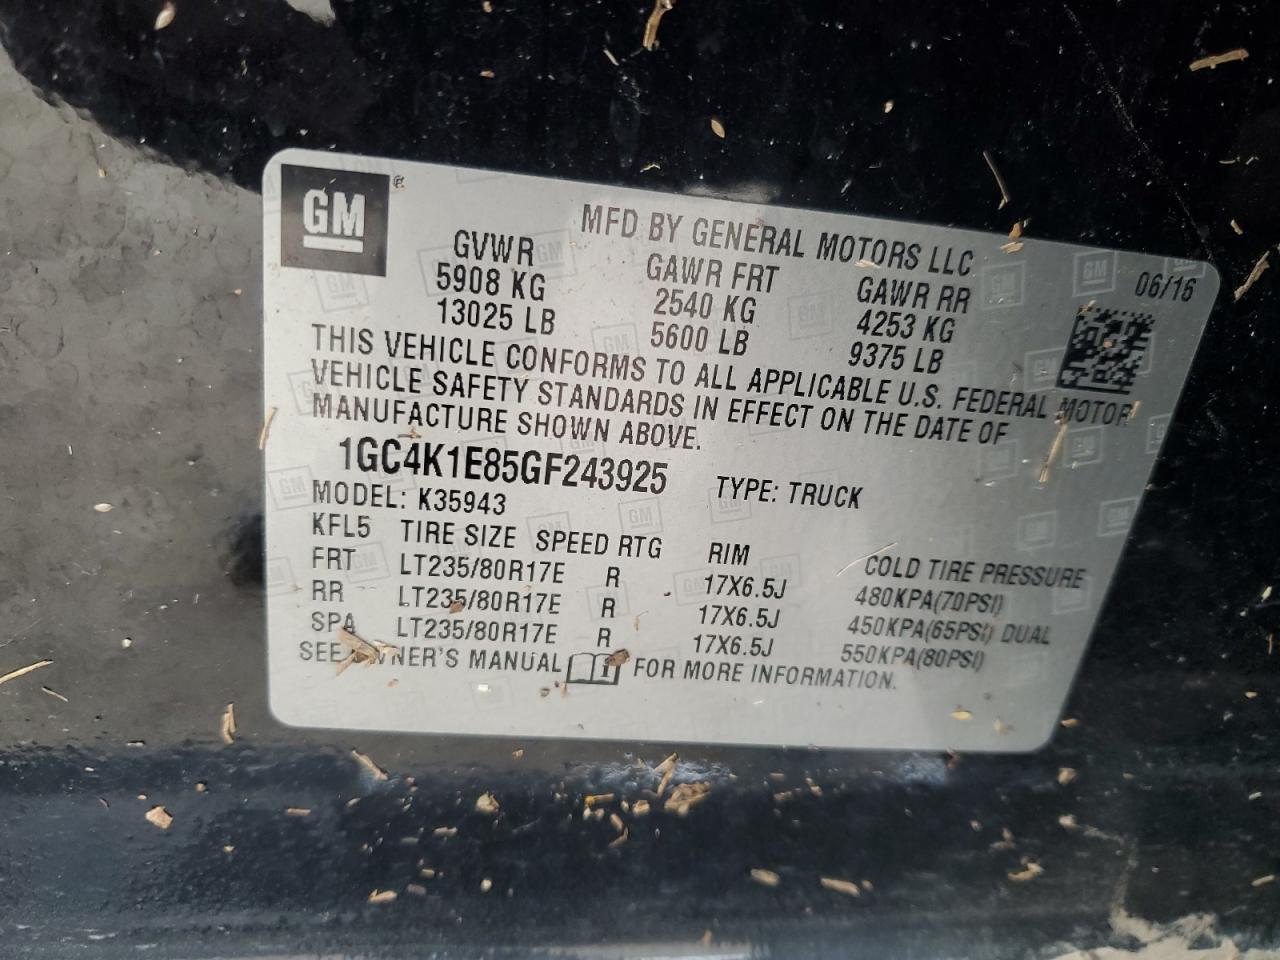 GM
MFD BY GENERAL MOTORS LLC
06/16
GVWR GAWR FRT GAWR RR
5908 KG 2540 KG 4253 KG
13025 LB 5600 LB 9375 LB
THIS VEHICLE CONFORMS TO ALL APPLICABLE U.S. FEDERAL MOTOR
VEHICLE SAFETY STANDARDS IN EFFECT ON THE DATE OF
MANUFACTURE SHOWN ABOVE.
1GC4K1E85GF243925 TYPE: TRUCK
MODEL: K35943
KFL5 TIRE SIZE SPEED RTG RIM COLD TIRE PRESSURE
FRT LT235/80R17E R 17X6.5J 480KPA(70PSI)
RR LT235/80R17E R 17X6.5J 450KPA(65PSI) DUAL
SPA LT235/80R17E R 17X6.5J 550KPA(80PSI)
SEE OWNER'S MANUAL FOR MORE INFORMATION.